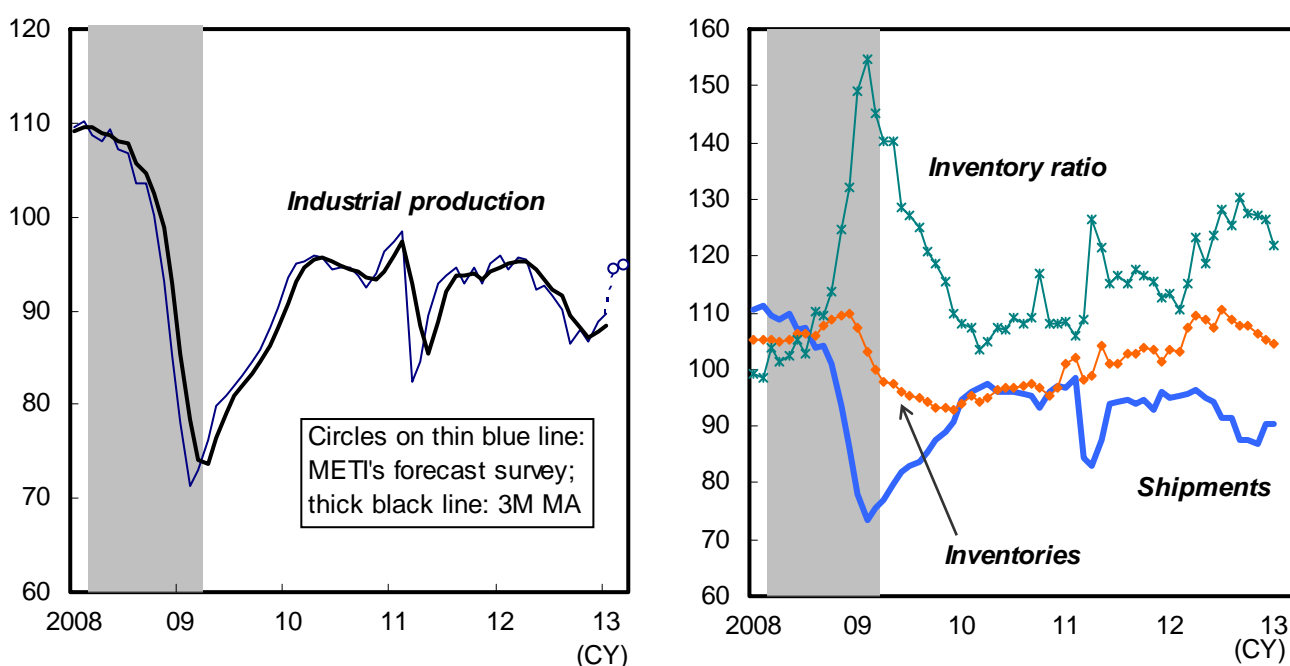 120
110
100
90
80
70
60
2008 09 10 11 12 13
(CY)
Industrial production
Circles on thin blue line:
METI's forecast survey;
thick black line: 3M MA
160
150
140
130
120
110
100
90
80
70
60
2008 09 10 11 12 13
(CY)
Inventory ratio
Shipments
Inventories